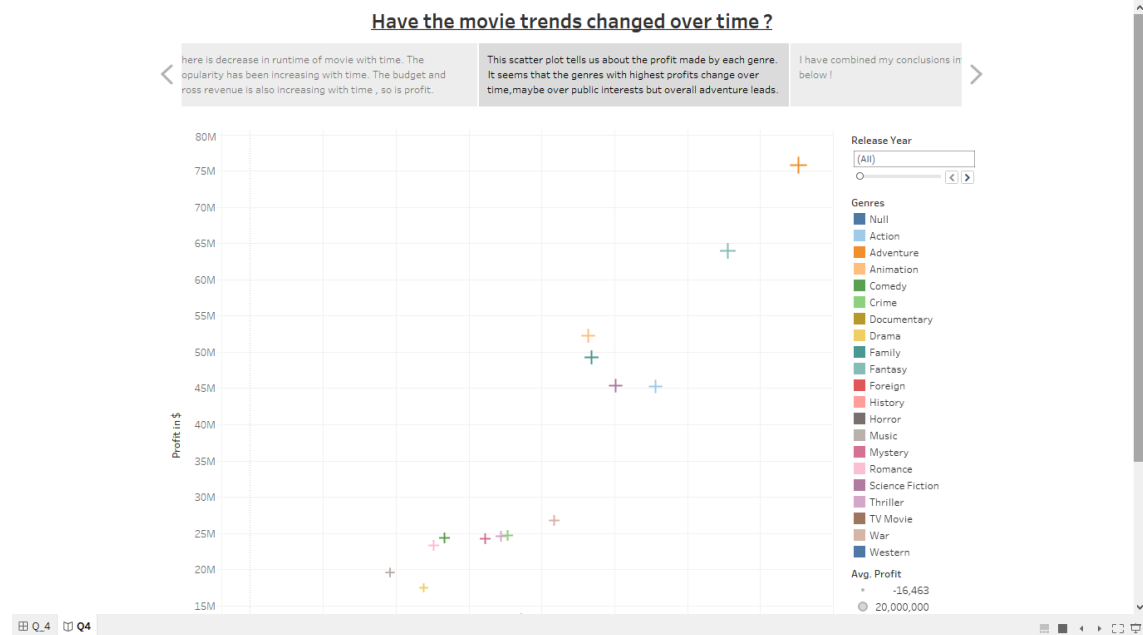 Have the movie trends changed over time ?
here is decrease in runtime of movie with time. The
opularity has been increasing with time. The budget and
ross revenue is also increasing with time , so is profit.
This scatter plot tells us about the profit made by each genre.
It seems that the genres with highest profits change over
time,maybe over public interests but overall adventure leads.
I have combined my conclusions in
below !
80M
75M
70M
65M
60M
55M
50M
45M
40M
35M
30M
25M
20M
15M
Profit in $
Release Year
(All)
Genres
Null
Action
Adventure
Animation
Comedy
Crime
Documentary
Drama
Family
Fantasy
Foreign
History
Horror
Music
Mystery
Romance
Science Fiction
Thriller
TV Movie
War
Western
Avg. Profit
-16,463
20,000,000
Q_4
Q4